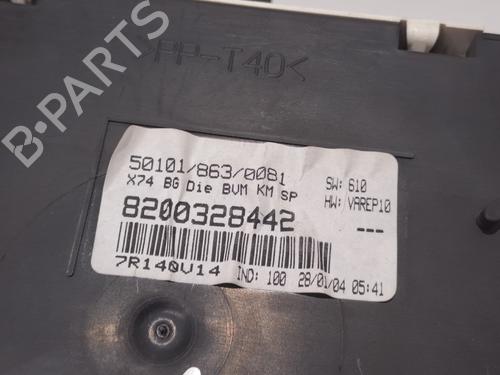 >PP-T40<
B-PARTS
50101/863/0081
X74 BG Die BVM KM SP
SW: 610
HW: VAREP10
8200328442
---
7R140V14 IND: 100 28/01/04 05:41